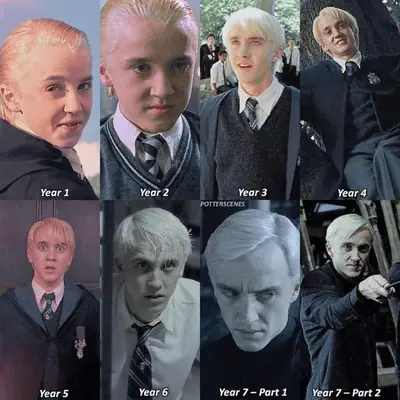 Year 1
Year 2
Year 3
Year 4
POTTERSCENES
Year 5
Year 6
Year 7 – Part 1
Year 7 – Part 2